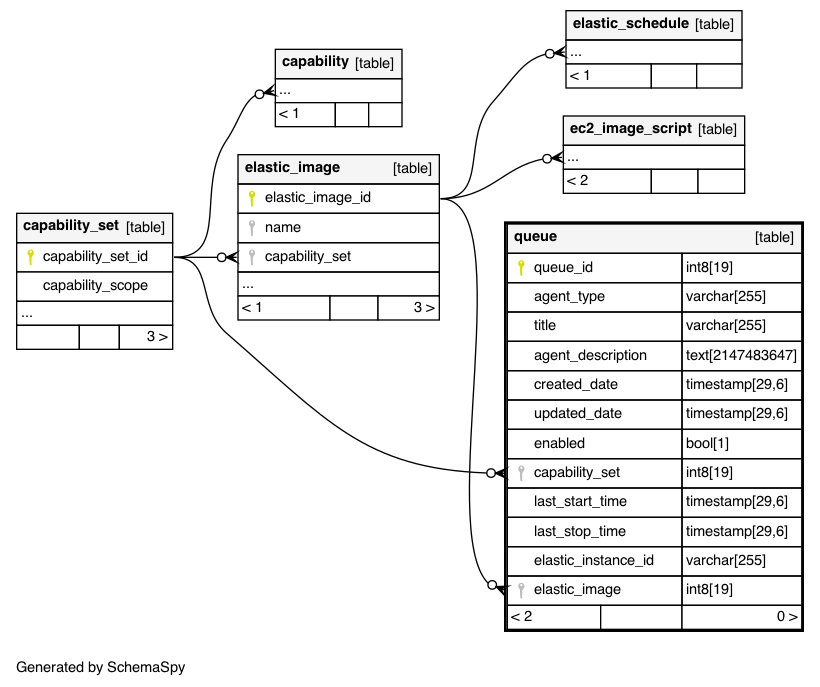 elastic_schedule [table]
...
< 1
capability [table]
...
< 1
ec2_image_script [table]
...
< 2
elastic_image [table]
elastic_image_id
name
capability_set
...
< 1 3 >
capability_set [table]
capability_set_id
capability_scope
...
3 >
queue [table]
queue_id int8[19]
agent_type varchar[255]
title varchar[255]
agent_description text[2147483647]
created_date timestamp[29,6]
updated_date timestamp[29,6]
enabled bool[1]
capability_set int8[19]
last_start_time timestamp[29,6]
last_stop_time timestamp[29,6]
elastic_instance_id varchar[255]
elastic_image int8[19]
< 2 0 >
Generated by SchemaSpy